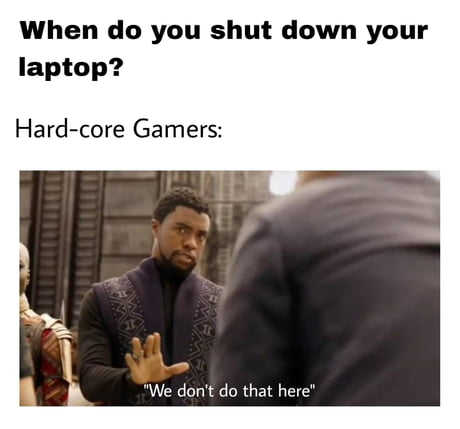 When do you shut down your
laptop?
Hard-core Gamers:
"We don't do that here"